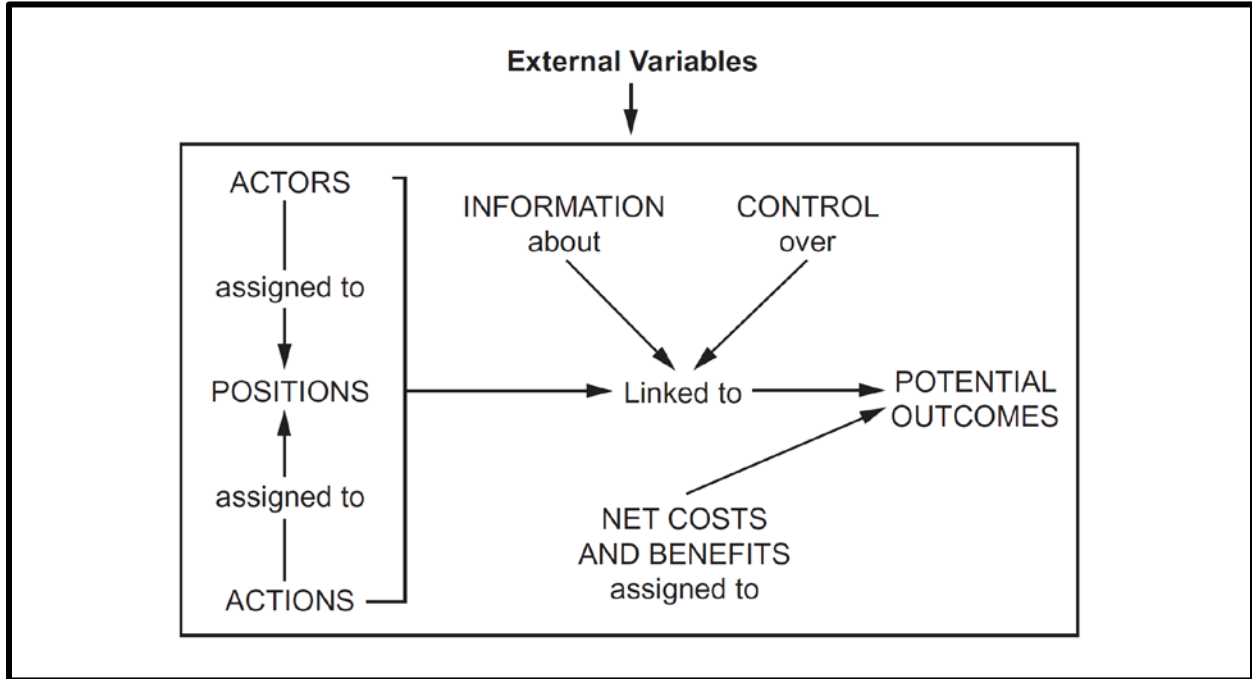 External Variables
ACTORS
assigned to
POSITIONS
assigned to
ACTIONS
INFORMATION
about
CONTROL
over
Linked to
POTENTIAL
OUTCOMES
NET COSTS
AND BENEFITS
assigned to